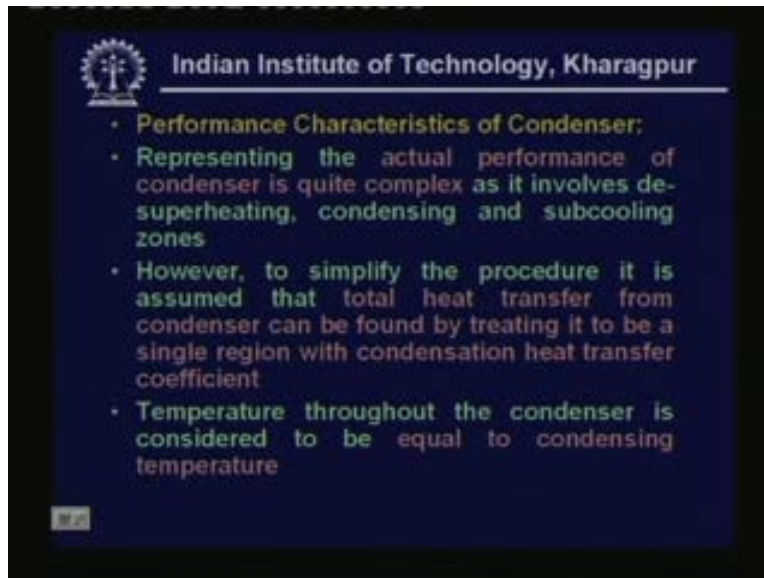 Indian Institute of Technology, Kharagpur
• Performance Characteristics of Condenser:
• Representing the actual performance of
condenser is quite complex as it involves de-
superheating, condensing and subcooling
zones
• However, to simplify the procedure it is
assumed that total heat transfer from
condenser can be found by treating it to be a
single region with condensation heat transfer
coefficient
• Temperature throughout the condenser is
considered to be equal to condensing
temperature